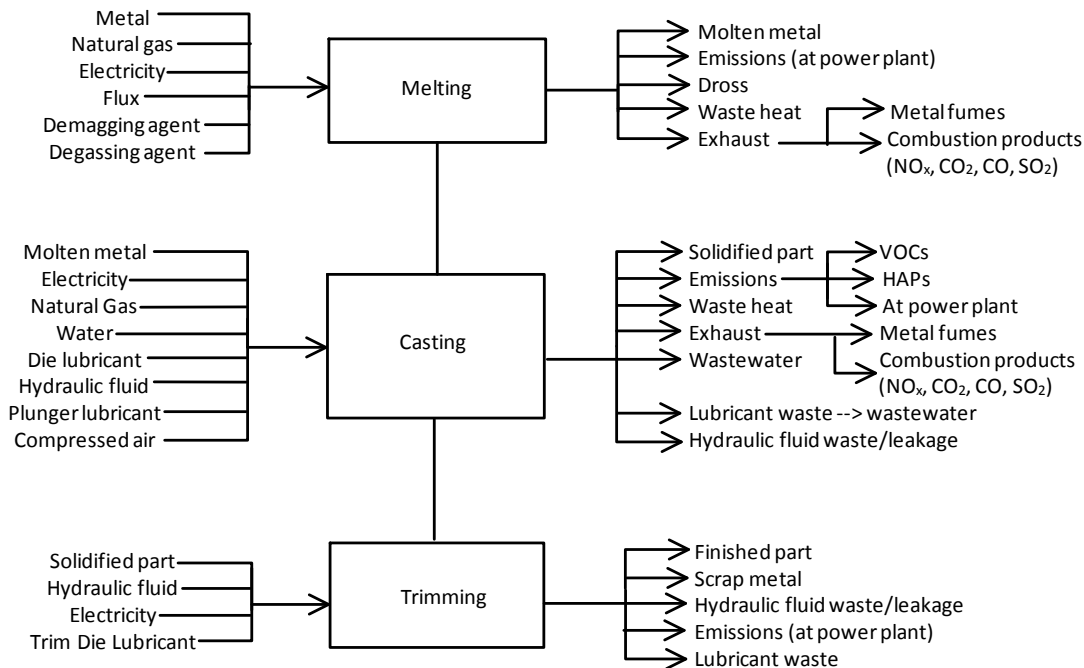 Metal
Natural gas
Electricity
Flux
Demagging agent
Degassing agent
Melting
Molten metal
Emissions (at power plant)
Dross
Waste heat
Exhaust
Metal fumes
Combustion products
(NOₓ, CO₂, CO, SO₂)
Molten metal
Electricity
Natural Gas
Water
Die lubricant
Hydraulic fluid
Plunger lubricant
Compressed air
Casting
Solidified part
Emissions
Waste heat
Exhaust
Wastewater
Lubricant waste --> wastewater
Hydraulic fluid waste/leakage
VOCs
HAPs
At power plant
Metal fumes
Combustion products
(NOₓ, CO₂, CO, SO₂)
Solidified part
Hydraulic fluid
Electricity
Trim Die Lubricant
Trimming
Finished part
Scrap metal
Hydraulic fluid waste/leakage
Emissions (at power plant)
Lubricant waste